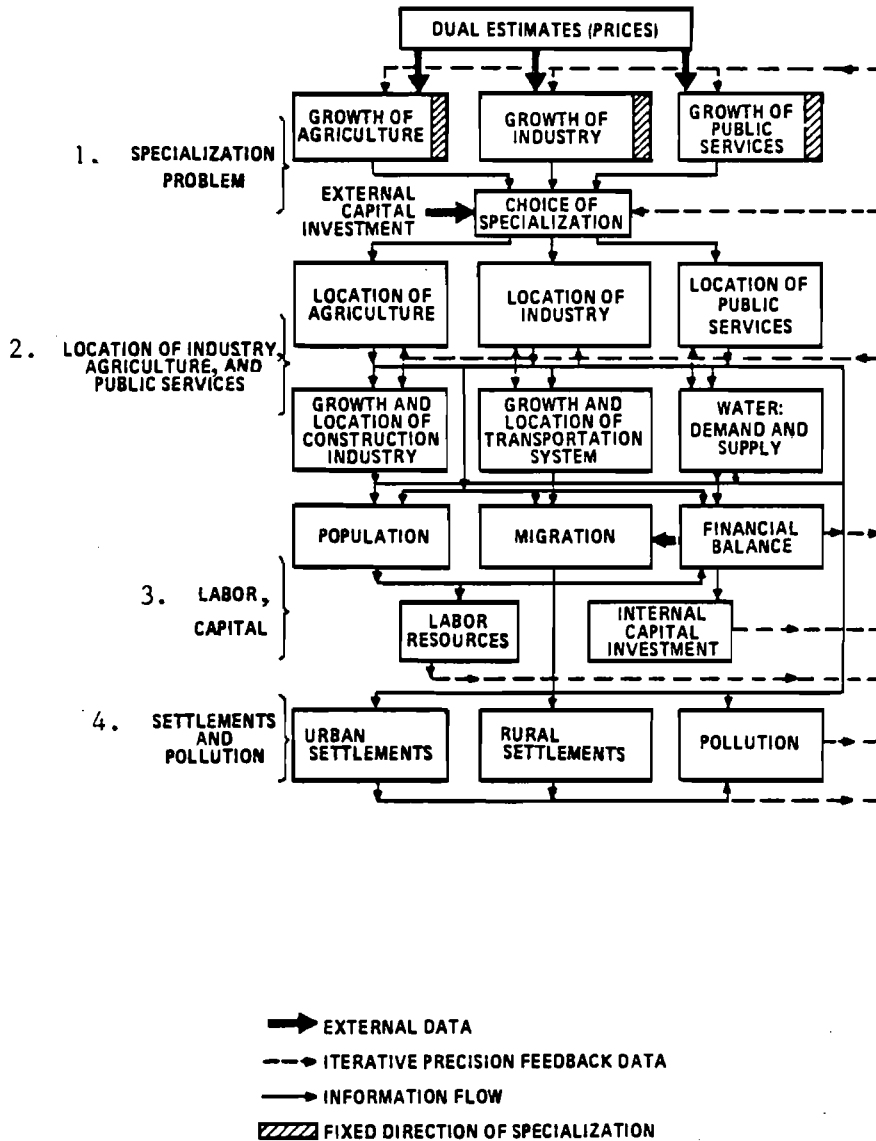 DUAL ESTIMATES (PRICES)
GROWTH OF
AGRICULTURE
GROWTH OF
INDUSTRY
GROWTH OF
PUBLIC
SERVICES
1. SPECIALIZATION
PROBLEM
EXTERNAL
CAPITAL
INVESTMENT
CHOICE OF
SPECIALIZATION
LOCATION OF
AGRICULTURE
LOCATION OF
INDUSTRY
LOCATION OF
PUBLIC
SERVICES
2. LOCATION OF INDUSTRY,
AGRICULTURE, AND
PUBLIC SERVICES
GROWTH AND
LOCATION OF
CONSTRUCTION
INDUSTRY
GROWTH AND
LOCATION OF
TRANSPORTATION
SYSTEM
WATER:
DEMAND AND
SUPPLY
POPULATION
MIGRATION
FINANCIAL
BALANCE
3. LABOR,
CAPITAL
LABOR
RESOURCES
INTERNAL
CAPITAL
INVESTMENT
4. SETTLEMENTS
AND
POLLUTION
URBAN
SETTLEMENTS
RURAL
SETTLEMENTS
POLLUTION
EXTERNAL DATA
ITERATIVE PRECISION FEEDBACK DATA
INFORMATION FLOW
FIXED DIRECTION OF SPECIALIZATION